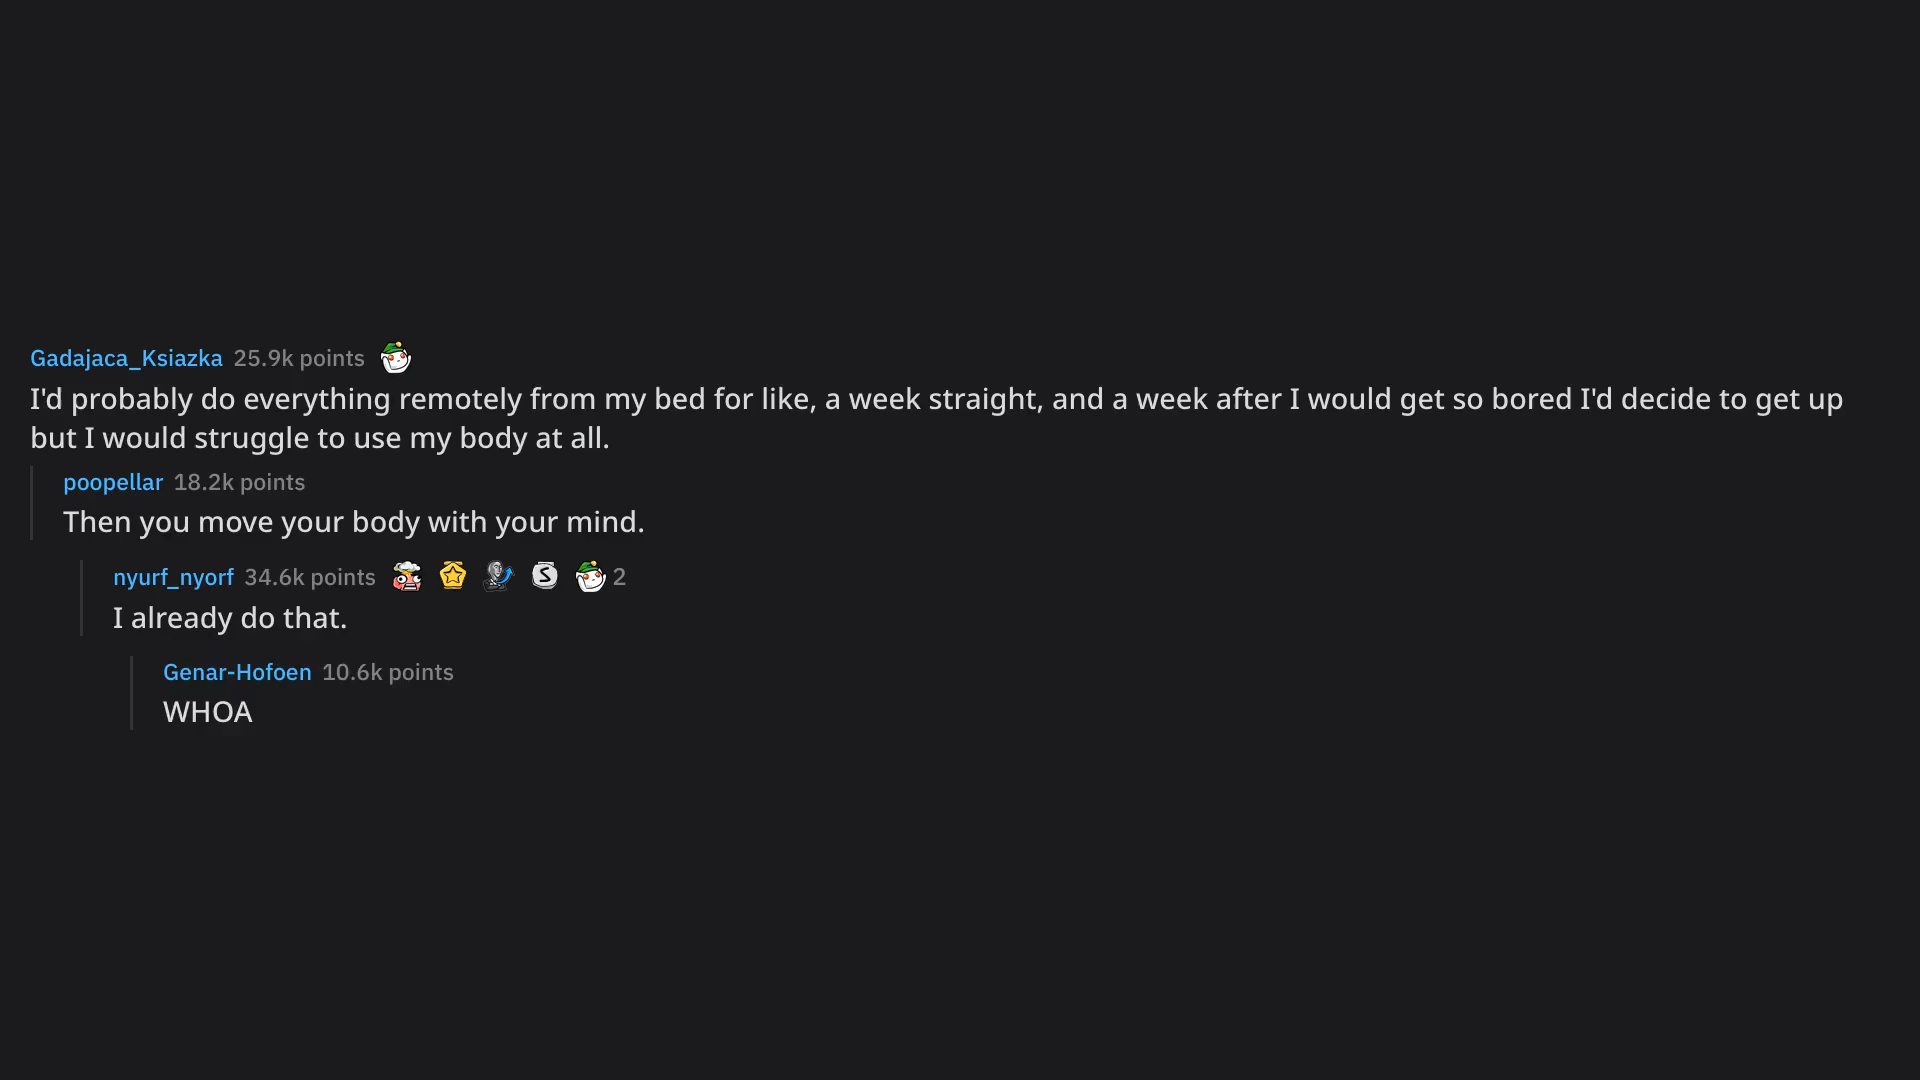 Gadajaca_Ksiazka 25.9k points
I'd probably do everything remotely from my bed for like, a week straight, and a week after I would get so bored I'd decide to get up
but I would struggle to use my body at all.
poopellar 18.2k points
Then you move your body with your mind.
nyurf_nyorf 34.6k points S 2
I already do that.
Genar-Hofoen 10.6k points
WHOA